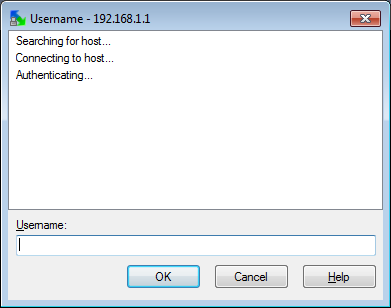 Username - 192.168.1.1
Searching for host...
Connecting to host...
Authenticating...
Username:
OK
Cancel
Help